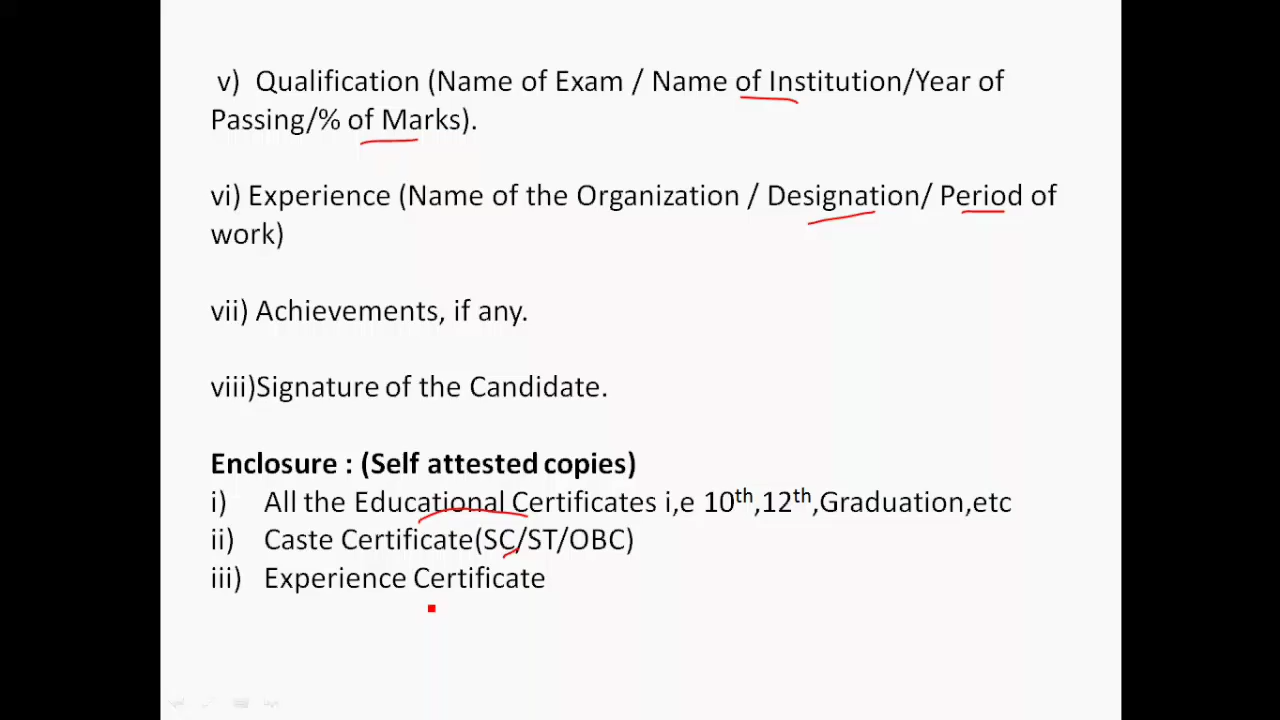 v) Qualification (Name of Exam / Name of Institution/Year of
Passing/% of Marks).
vi) Experience (Name of the Organization / Designation/ Period of
work)
vii) Achievements, if any.
viii)Signature of the Candidate.
Enclosure : (Self attested copies)
i) All the Educational Certificates i,e 10th,12th,Graduation,etc
ii) Caste Certificate(SC/ST/OBC)
iii) Experience Certificate